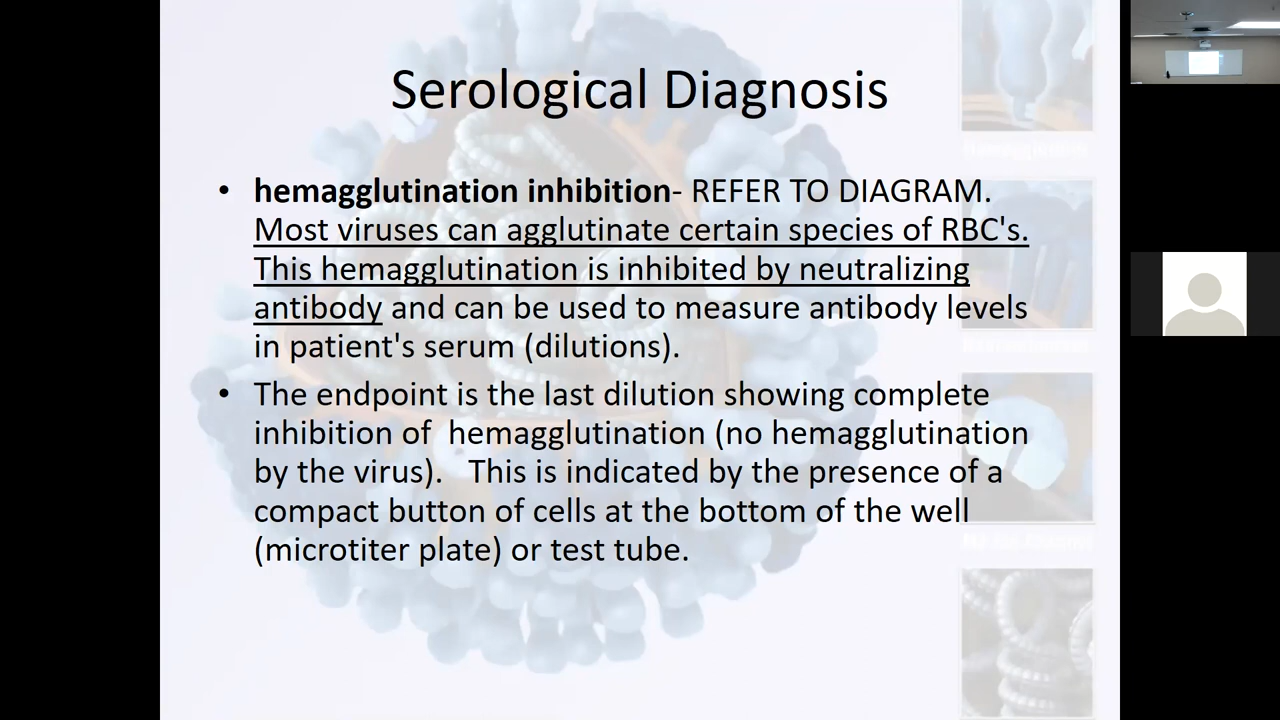 Serological Diagnosis
• hemagglutination inhibition- REFER TO DIAGRAM.
Most viruses can agglutinate certain species of RBC's.
This hemagglutination is inhibited by neutralizing
antibody and can be used to measure antibody levels
in patient's serum (dilutions).
• The endpoint is the last dilution showing complete
inhibition of  hemagglutination (no hemagglutination
by the virus).   This is indicated by the presence of a
compact button of cells at the bottom of the well
(microtiter plate) or test tube.